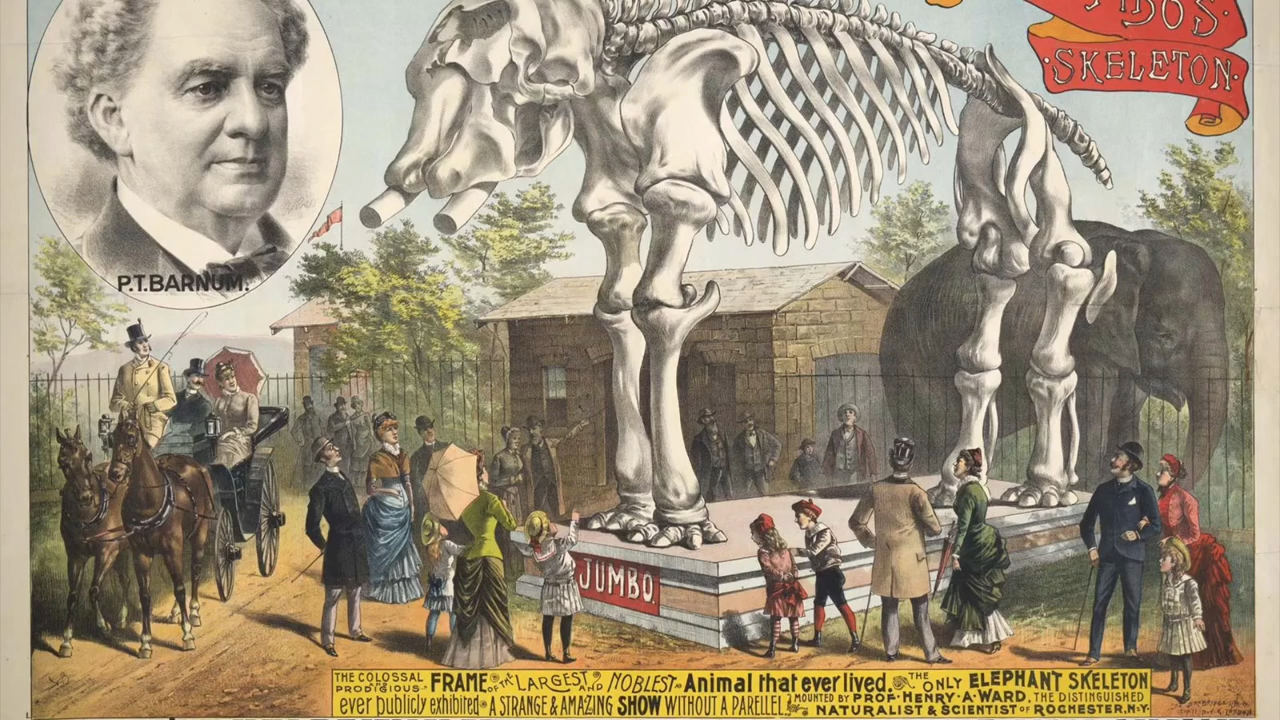 SKELETON.
P.T.BARNUM.
JUMBO.
THE COLOSSAL PRODIGIOUS FRAME OF THE LARGEST AND NOBLEST Animal that ever lived. THE ONLY ELEPHANT SKELETON
ever publicly exhibited A STRANGE & AMAZING SHOW WITHOUT A PARELLEL. MOUNTED BY PROF. HENRY. A. WARD, THE DISTINGUISHED NATURALIST & SCIENTIST OF ROCHESTER, N.Y.